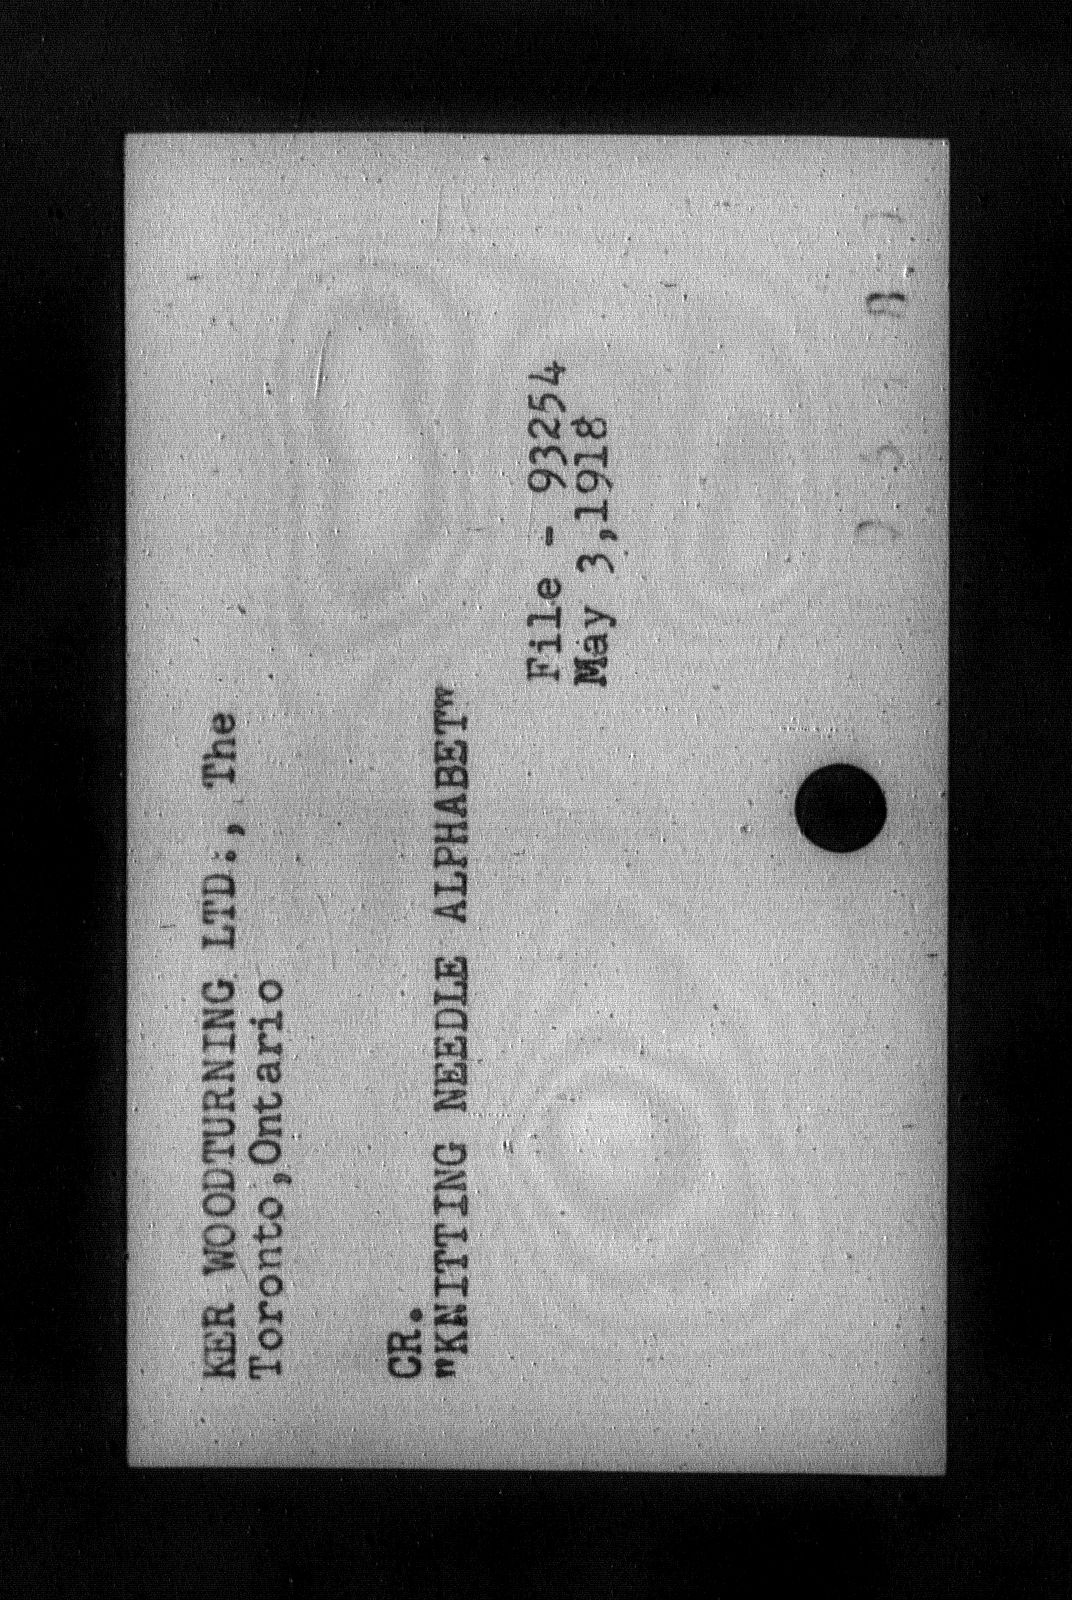 KER WOODTURNING LTD., The
Toronto,Ontario
CR.
"KNITTING NEEDLE ALPHABET"
File - 93254
May 3,1918